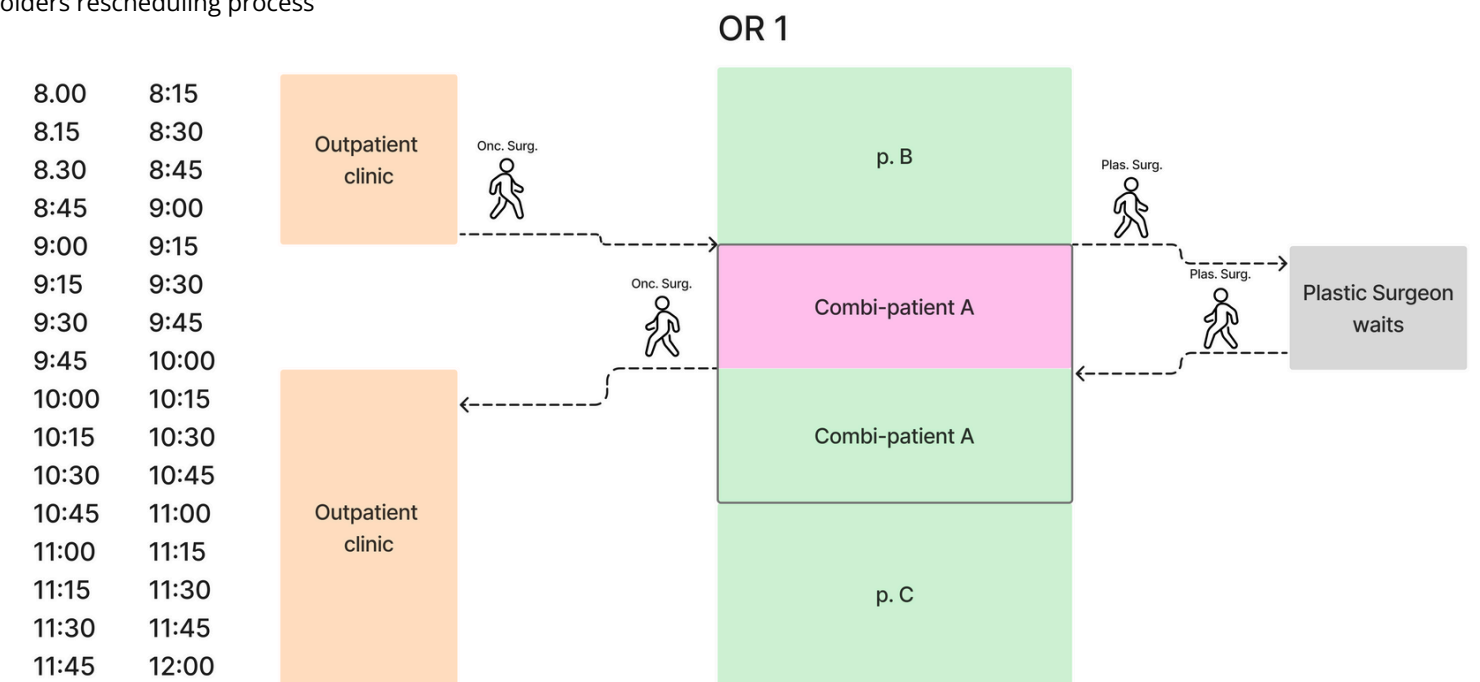 olders rescheduling process
OR 1
8.00 8:15
8.15 8:30
8.30 8:45
8:45 9:00
9:00 9:15
9:15 9:30
9:30 9:45
9:45 10:00
10:00 10:15
10:15 10:30
10:30 10:45
10:45 11:00
11:00 11:15
11:15 11:30
11:30 11:45
11:45 12:00
Outpatient
clinic
Onc. Surg.
p. B
Plas. Surg.
Onc. Surg.
Combi-patient A
Plas. Surg.
Plastic Surgeon
waits
Combi-patient A
Outpatient
clinic
p. C